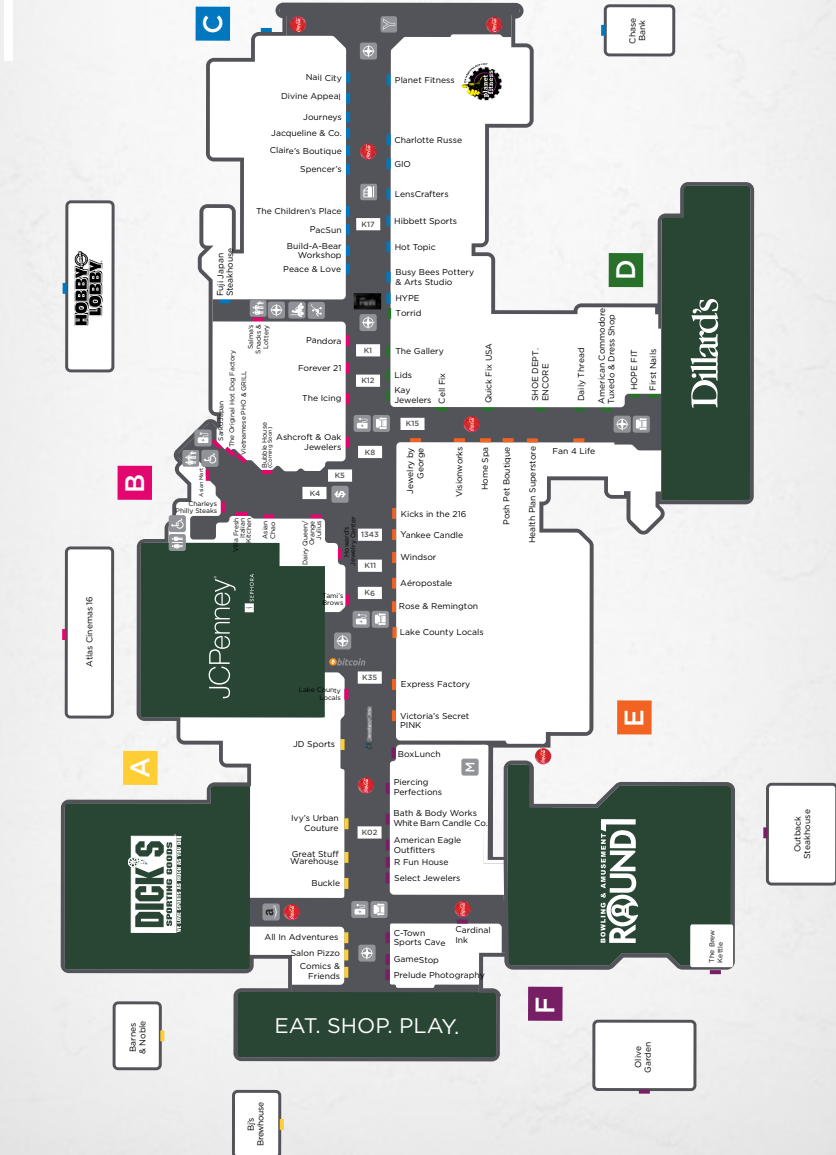 C
Chase
Bank
Nail City
Divine Appeal
Journeys
Jacqueline & Co.
Claire's Boutique
Spencer's
The Children's Place
PacSun
Build-A-Bear
Workshop
Peace & Love
Planet Fitness
planet
fitness
Charlotte Russe
GIO
LensCrafters
Hibbett Sports
Hot Topic
Busy Bees Pottery
& Arts Studio
HYPE
Torrid
K17
HOBBY
LOBBY
Fuji Japan
Steakhouse
D
Dillard's
Salma's
Snacks &
Lottery
Pandora
Forever 21
The Icing
Ashcroft & Oak
Jewelers
K1
K12
K15
K8
K5
K4
$
The Gallery
Lids
Kay
Jewelers
Cell Fix
Quick Fix USA
SHOE DEPT.
ENCORE
Daily Thread
American Commodore
Tuxedo & Dress Shop
HOPE FIT
First Nails
The Original Hot Dog Factory
Vietnamese PHO & GRILL
Bubble House
(Coming Soon)
B
Asian Mart
Charleys
Philly Steaks
Villa Fresh
Italian
Kitchen
Asian
Chao
Dairy Queen/
Orange
Julius
Howard's
Jewelry Center
Jewelry by
George
Visionworks
Home Spa
Posh Pet Boutique
Health Plan Superstore
Fan 4 Life
Kicks in the 216
Yankee Candle
Windsor
Aéropostale
Rose & Remington
Lake County Locals
Express Factory
Victoria's Secret
PINK
1343
K11
K6
K35
bitcoin
Atlas Cinemas 16
JCPenney
SEPHORA
Tami's
Brows
Lake County
Locals
E
A
JD Sports
Ivy's Urban
Couture
Great Stuff
Warehouse
Buckle
BoxLunch
M
Piercing
Perfections
Bath & Body Works
White Barn Candle Co.
American Eagle
Outfitters
R Fun House
Select Jewelers
K02
DICK'S
SPORTING GOODS
BOWLING & AMUSEMENT
ROUND1
Outback
Steakhouse
a
All In Adventures
Salon Pizzo
Comics &
Friends
C-Town
Sports Cave
Cardinal
Ink
GameStop
Prelude Photography
The Brew
Kettle
F
EAT. SHOP. PLAY.
Barnes
& Noble
Olive
Garden
Bj's
Brewhouse